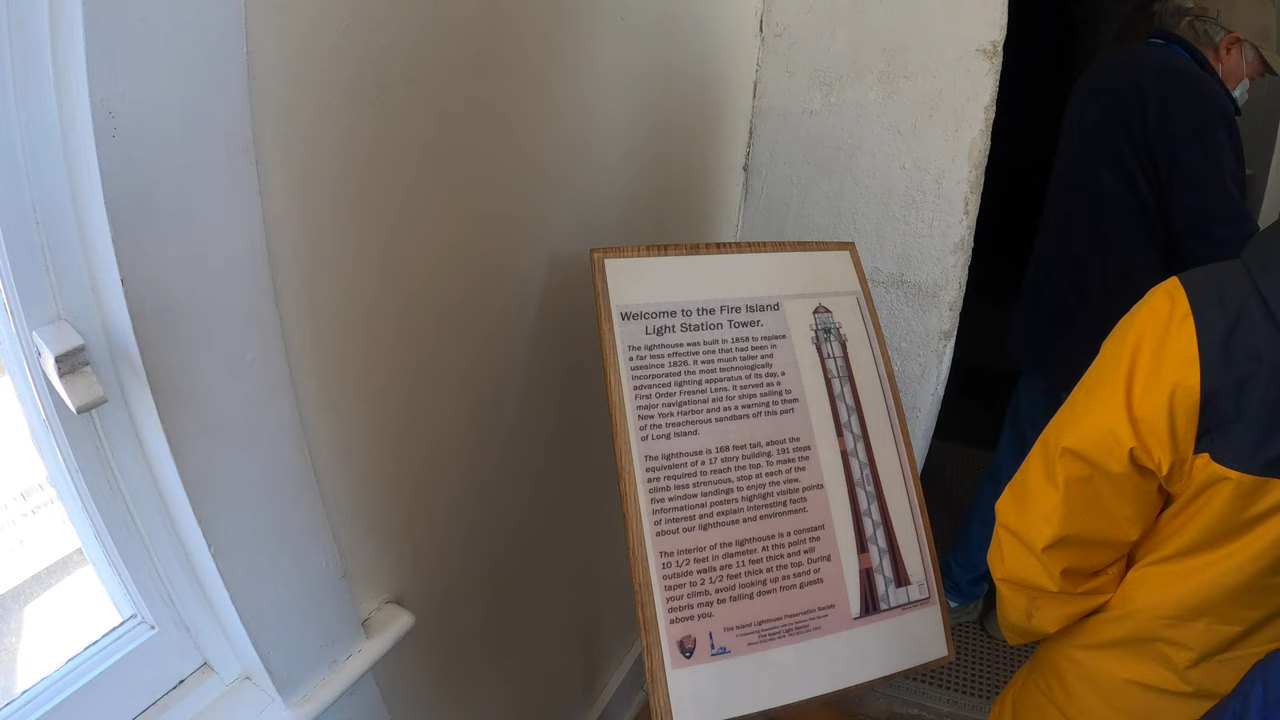 Welcome to the Fire Island
Light Station Tower.
The lighthouse was built in 1858 to replace
a far less effective one that had been in
usesince 1826. It was much taller and
incorporated the most technologically
advanced lighting apparatus of its day, a
First Order Fresnel Lens. It served as a
major navigational aid for ships sailing to
New York Harbor and as a warning to them
of the treacherous sandbars off this part
of Long Island.
The lighthouse is 168 feet tall, about the
equivalent of a 17 story building. 191 steps
are required to reach the top. To make the
climb less strenuous, stop at each of the
five window landings to enjoy the view.
Informational posters highlight visible points
of interest and explain interesting facts
about our lighthouse and environment.
The interior of the lighthouse is a constant
10 1/2 feet in diameter. At this point the
outside walls are 11 feet thick and will
taper to 2 1/2 feet thick at the top. During
your climb, avoid looking up as sand or
debris may be falling down from guests
above you.
Fire Island Lighthouse Preservation Society
Fire Island Light Station